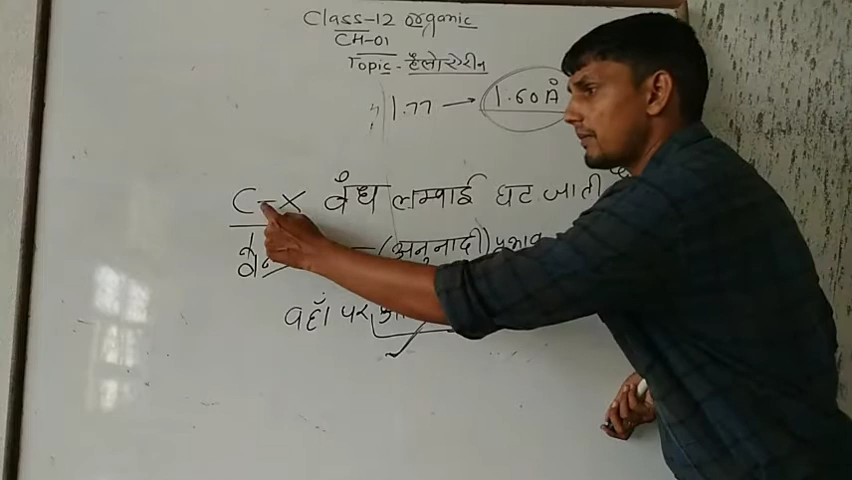 Class-12 organic
CH-01
Topic - हैलोएरीन
1.77 → 1.60 A°
C-X बंध लम्बाई घट जाती
(अनुनादी) प्रभाव
वहाँ पर